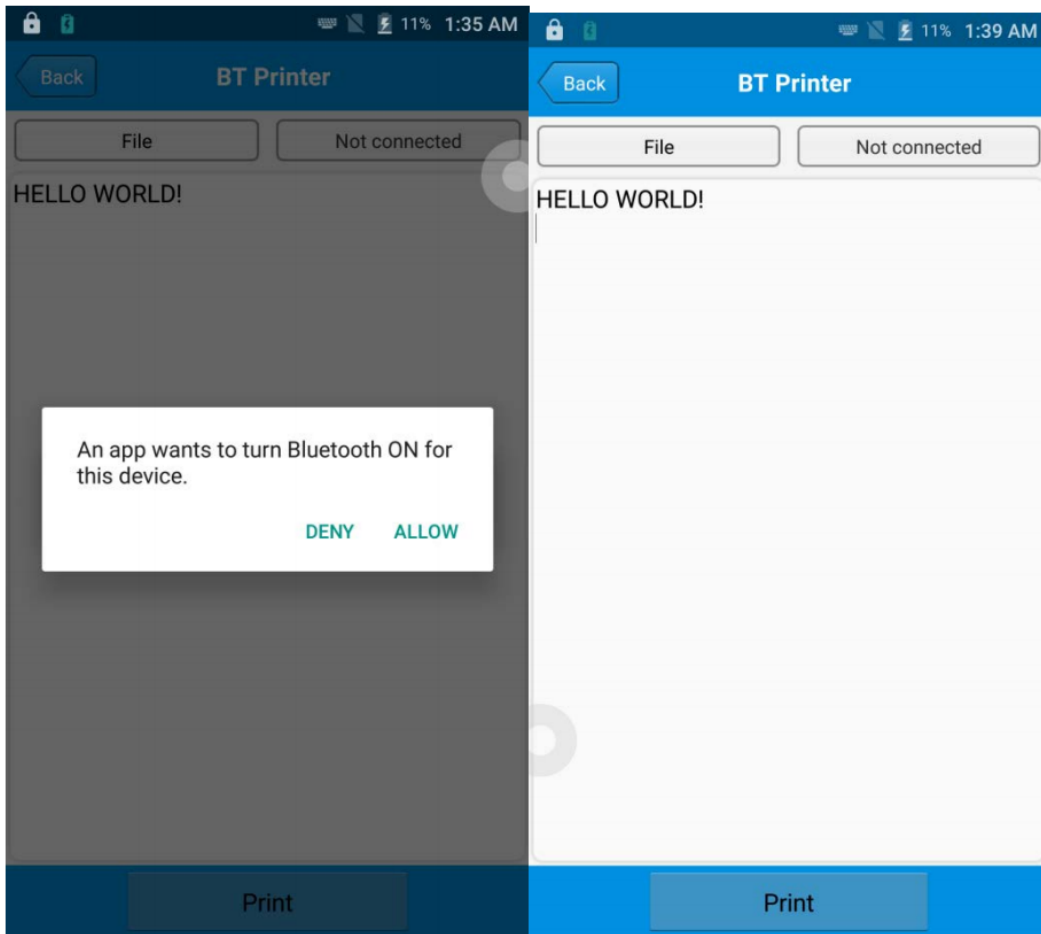 11% 1:35 AM
Back BT Printer
File Not connected
HELLO WORLD!
An app wants to turn Bluetooth ON for
this device.
DENY ALLOW
Print
11% 1:39 AM
Back BT Printer
File Not connected
HELLO WORLD!
Print